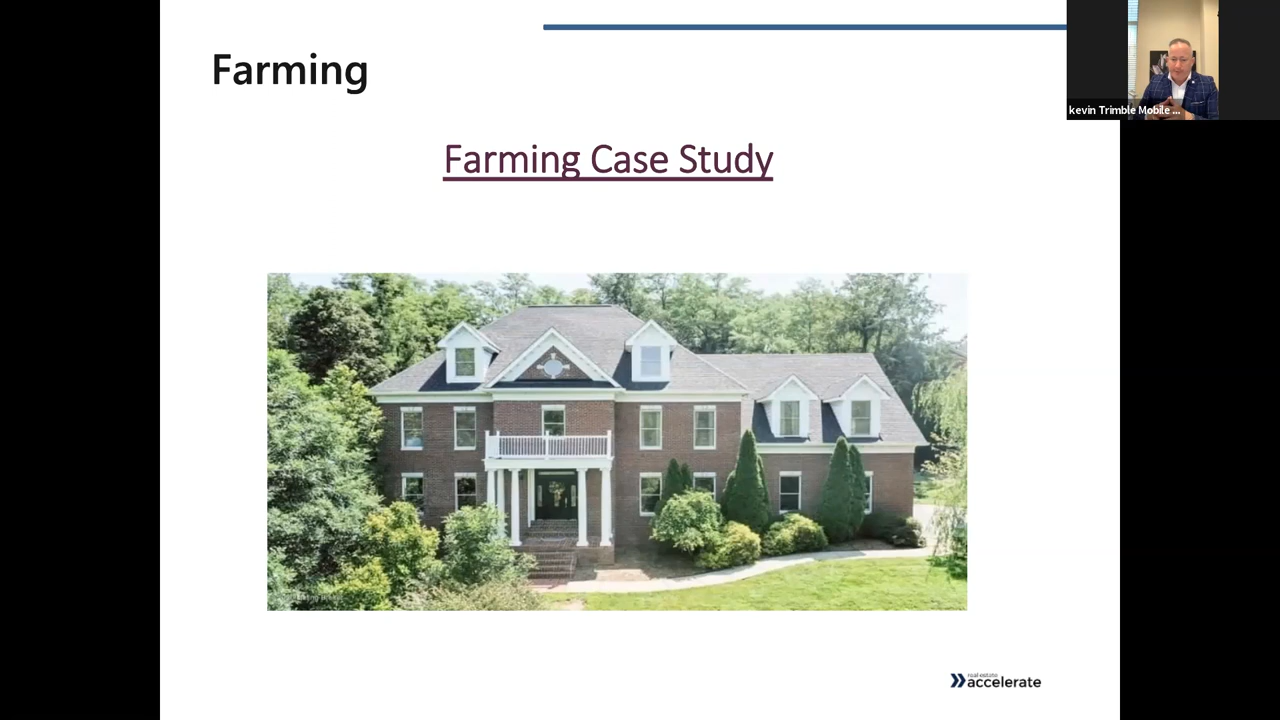 Farming
kevin Trimble Mobile ...
Farming Case Study
real estate
accelerate